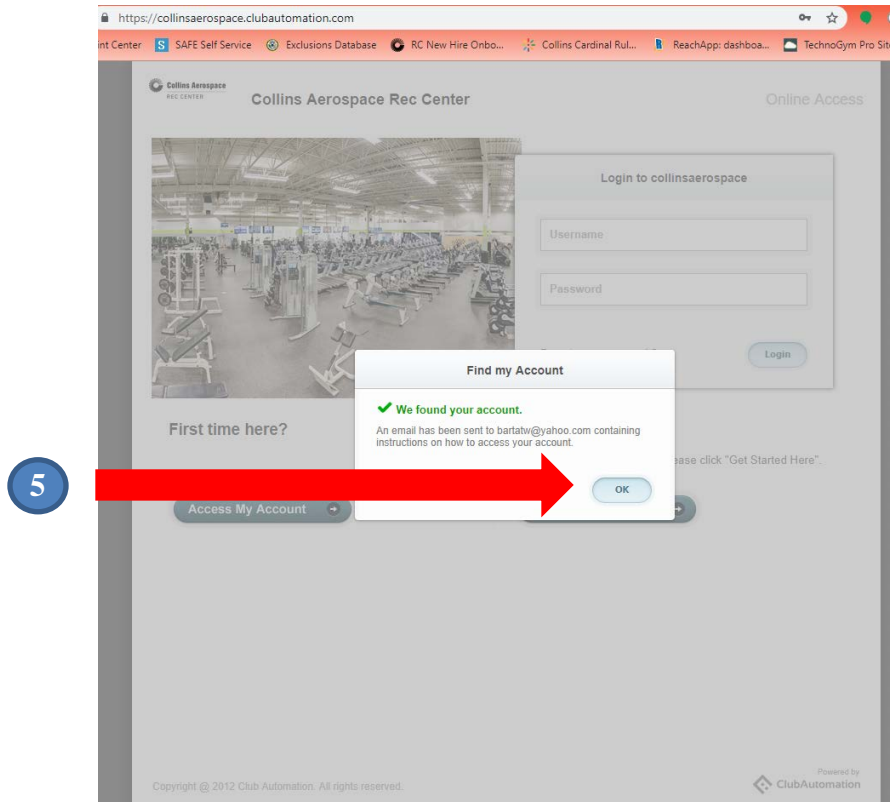 https://collinsaerospace.clubautomation.com
int Center SAFE Self Service Exclusions Database RC New Hire Onbo... Collins Cardinal Rul... ReachApp: dashboa... TechnoGym Pro Site
Collins Aerospace
REC CENTER
Collins Aerospace Rec Center
Online Access
Login to collinsaerospace
Username
Password
Login
Find my Account
We found your account.
An email has been sent to bartatw@yahoo.com containing
instructions on how to access your account.
OK
First time here?
ease click "Get Started Here".
5
Access My Account
Copyright @ 2012 Club Automation. All rights reserved.
Powered by
ClubAutomation